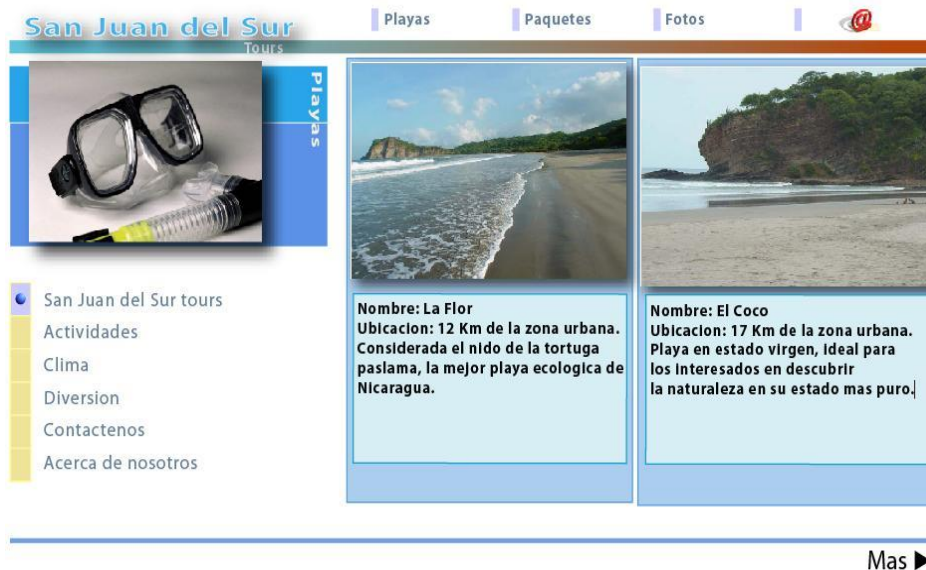 San Juan del Sur
Tours
Playas
Paquetes
Fotos
@
Playas
San Juan del Sur tours
Actividades
Clima
Diversion
Contactenos
Acerca de nosotros
Nombre: La Flor
Ubicacion: 12 Km de la zona urbana.
Considerada el nido de la tortuga
paslama, la mejor playa ecologica de
Nicaragua.
Nombre: El Coco
Ubicacion: 17 Km de la zona urbana.
Playa en estado virgen, ideal para
los interesados en descubrir
la naturaleza en su estado mas puro.
Mas